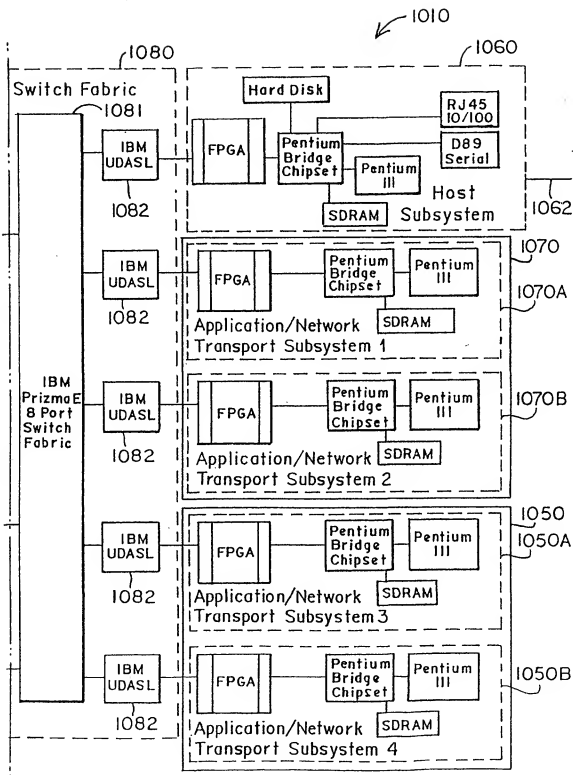 1010
1080
1060
Switch Fabric
1081
IBM
UDASL
1082
FPGA
Hard Disk
Pentium
Bridge
Chipset
RJ45
10/100
D89
Serial
Pentium
III
Host
Subsystem
SDRAM
1062
IBM
UDASL
1082
FPGA
Pentium
Bridge
Chipset
Pentium
III
SDRAM
Application/Network
Transport Subsystem 1
1070
1070A
IBM
PrizmaE
8 Port
Switch
Fabric
IBM
UDASL
1082
FPGA
Pentium
Bridge
Chipset
Pentium
III
SDRAM
Application/Network
Transport Subsystem 2
1070B
IBM
UDASL
1082
FPGA
Pentium
Bridge
Chipset
Pentium
III
SDRAM
Application/Network
Transport Subsystem 3
1050
1050A
IBM
UDASL
1082
FPGA
Pentium
Bridge
Chipset
Pentium
III
SDRAM
Application/Network
Transport Subsystem 4
1050B